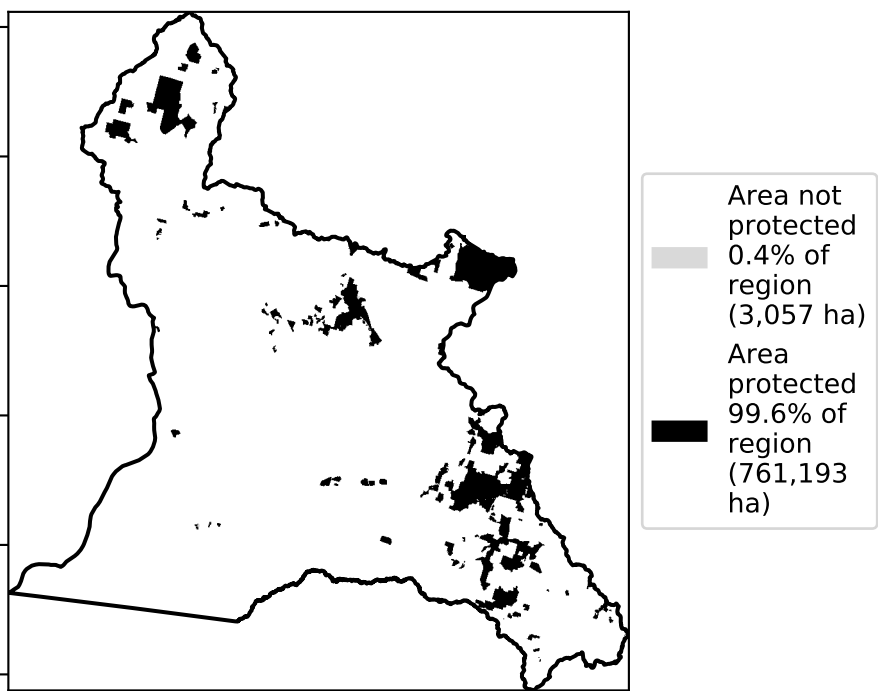 Area not
protected
0.4% of
region
(3,057 ha)
Area
protected
99.6% of
region
(761,193
ha)